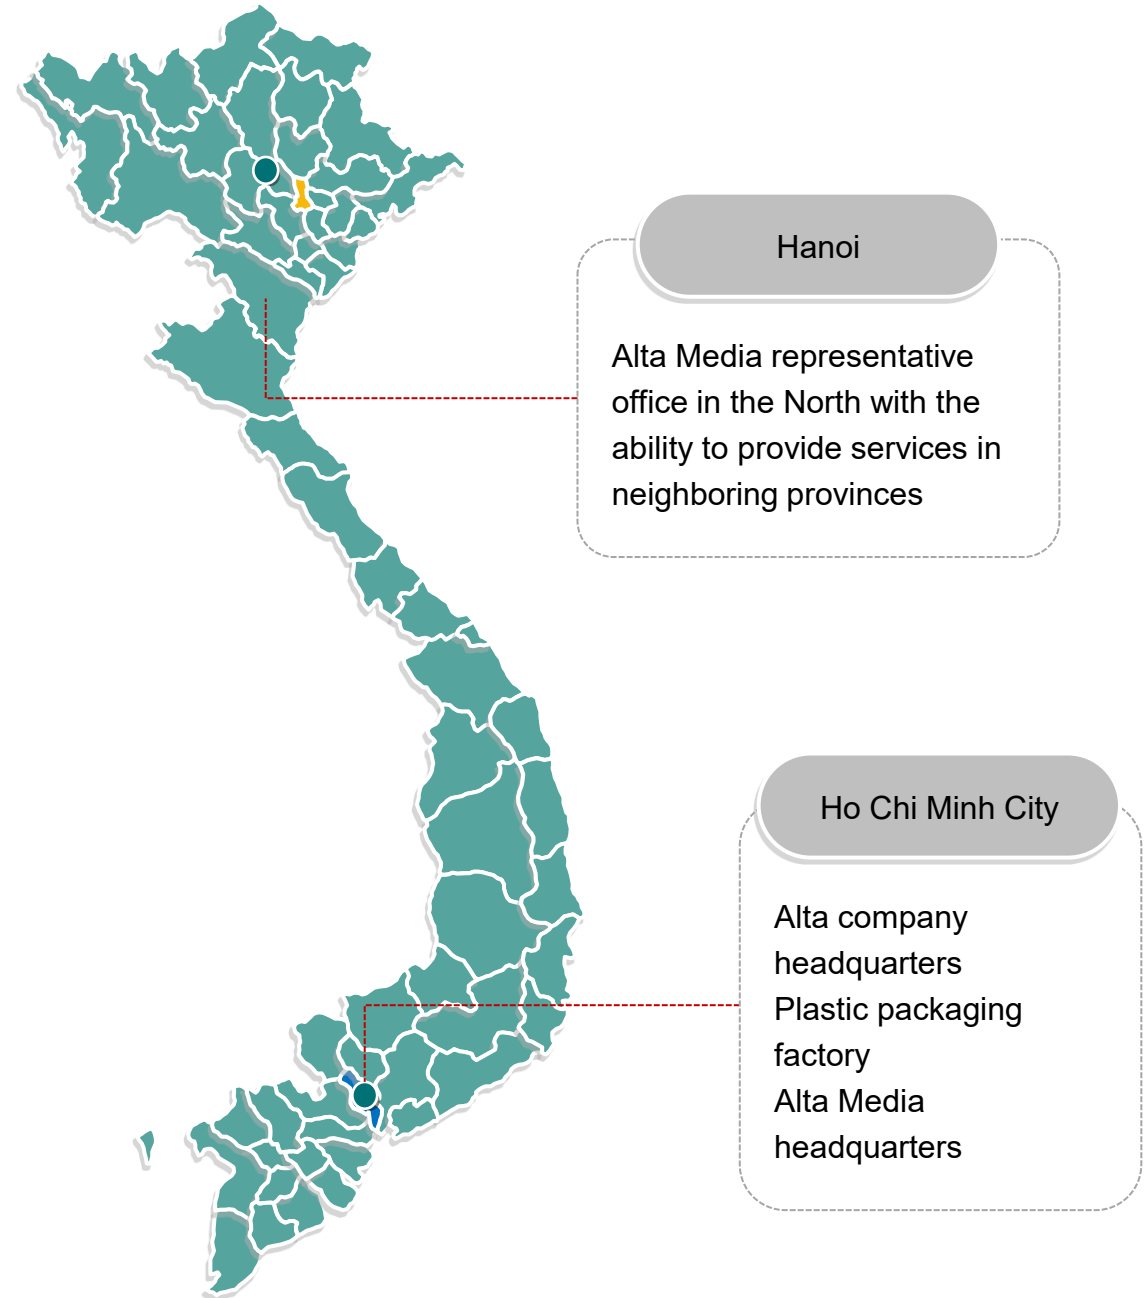 Hanoi
Alta Media representative
office in the North with the
ability to provide services in
neighboring provinces
Ho Chi Minh City
Alta company
headquarters
Plastic packaging
factory
Alta Media
headquarters